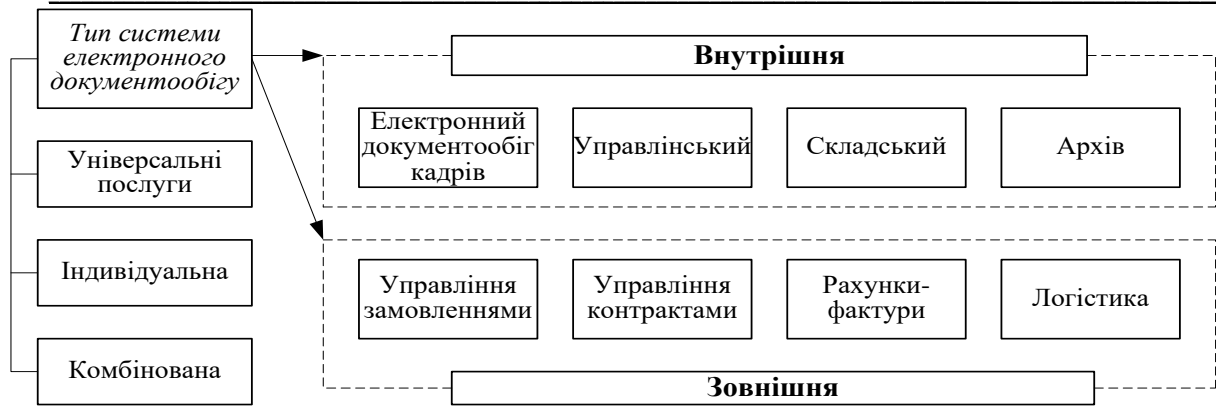 Тип системи
електронного
документообігу
Універсальні
послуги
Індивідуальна
Комбінована
Внутрішня
Електронний
документообіг
кадрів
Управлінський
Складський
Архів
Управління
замовленнями
Управління
контрактами
Рахунки-
фактури
Логістика
Зовнішня